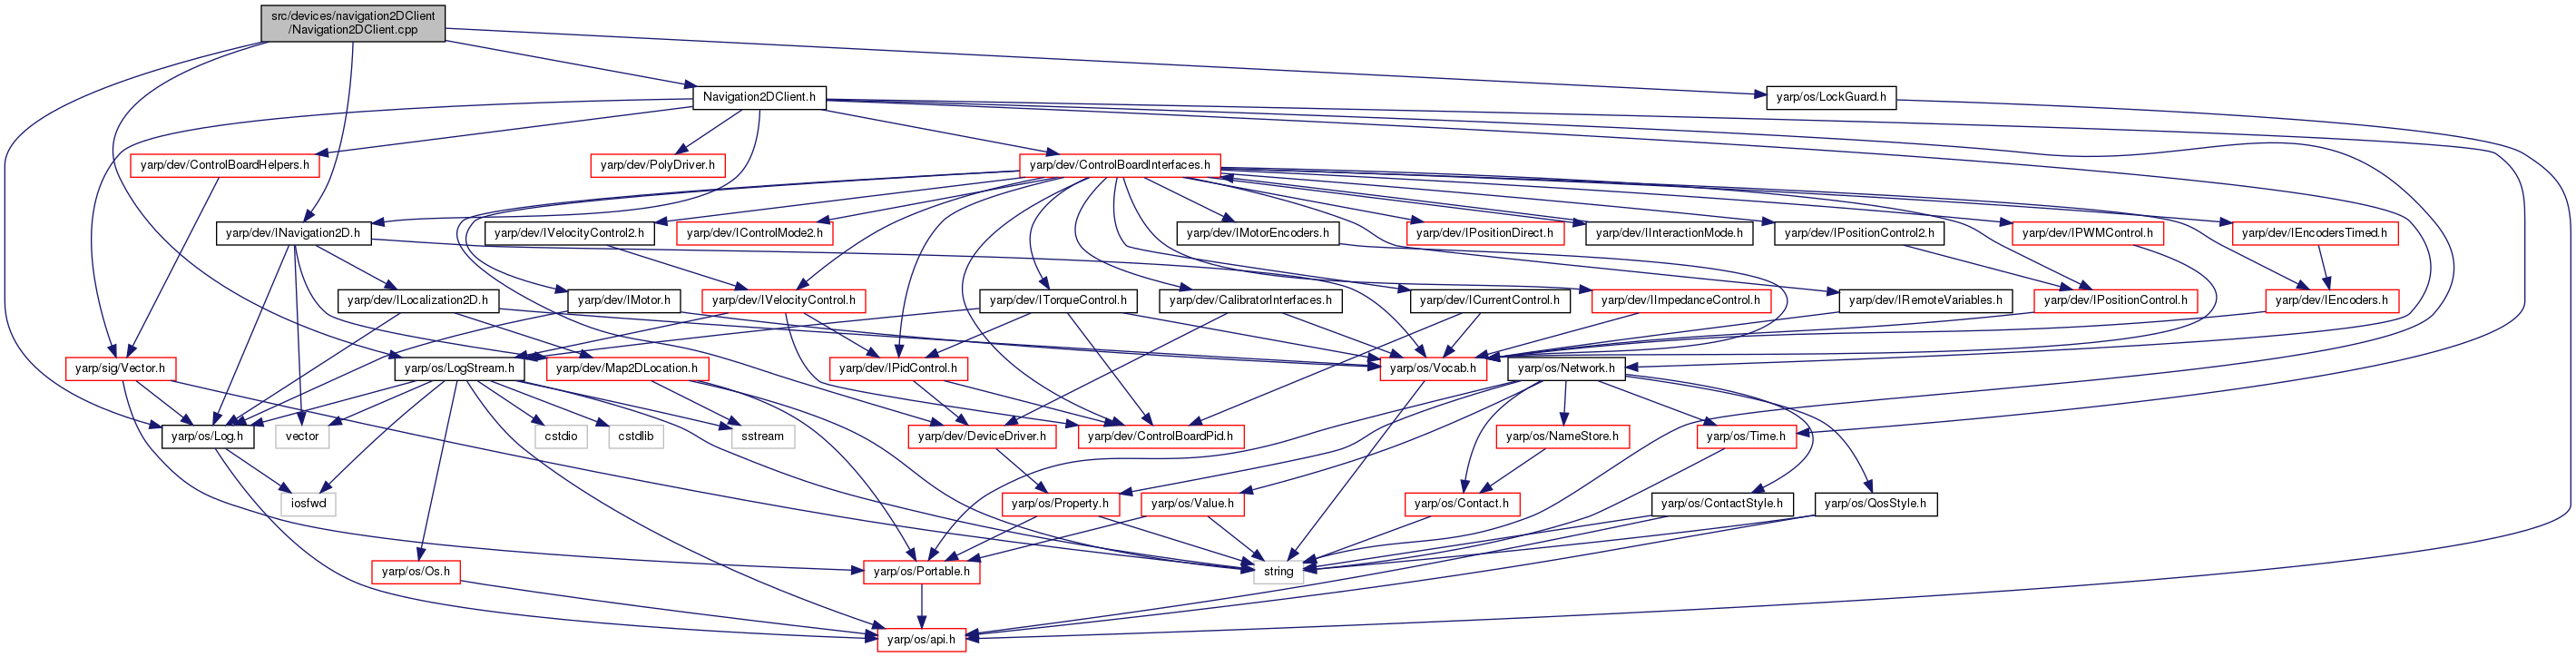 src/devices/navigation2DClient
/Navigation2DClient.cpp
Navigation2DClient.h
yarp/os/LockGuard.h
yarp/dev/ControlBoardHelpers.h
yarp/dev/PolyDriver.h
yarp/dev/ControlBoardInterfaces.h
yarp/dev/INavigation2D.h
yarp/dev/IVelocityControl2.h
yarp/dev/IControlMode2.h
yarp/dev/IMotorEncoders.h
yarp/dev/IPositionDirect.h
yarp/dev/IInteractionMode.h
yarp/dev/IPositionControl2.h
yarp/dev/IPWMControl.h
yarp/dev/IEncodersTimed.h
yarp/dev/ILocalization2D.h
yarp/dev/IMotor.h
yarp/dev/IVelocityControl.h
yarp/dev/ITorqueControl.h
yarp/dev/CalibratorInterfaces.h
yarp/dev/ICurrentControl.h
yarp/dev/IImpedanceControl.h
yarp/dev/IRemoteVariables.h
yarp/dev/IPositionControl.h
yarp/dev/IEncoders.h
yarp/sig/Vector.h
yarp/os/LogStream.h
yarp/dev/Map2DLocation.h
yarp/dev/IPidControl.h
yarp/os/Vocab.h
yarp/os/Network.h
yarp/os/Log.h
vector
cstdio
cstdlib
sstream
yarp/dev/DeviceDriver.h
yarp/dev/ControlBoardPid.h
yarp/os/NameStore.h
yarp/os/Time.h
iosfwd
yarp/os/Property.h
yarp/os/Value.h
yarp/os/Contact.h
yarp/os/ContactStyle.h
yarp/os/QosStyle.h
yarp/os/Os.h
yarp/os/Portable.h
string
yarp/os/api.h